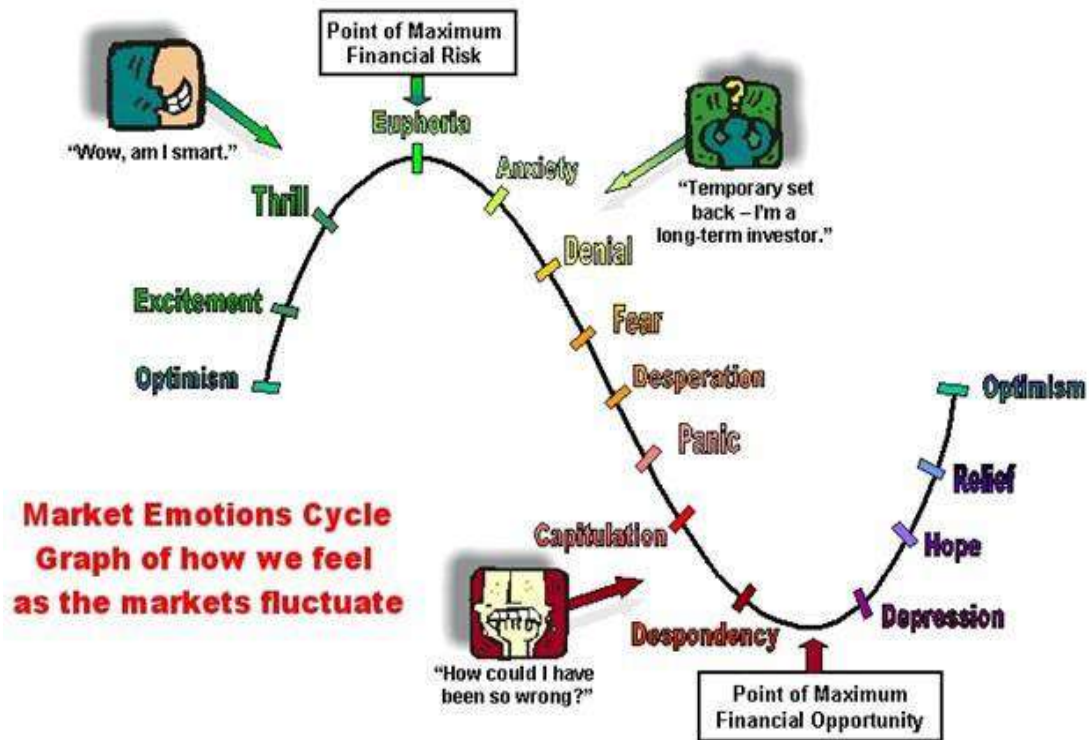 Point of Maximum
Financial Risk
"Wow, am I smart."
Euphoria
Thrill
Anxiety
"Temporary set
back – I'm a
long-term investor."
Denial
Excitement
Fear
Optimism
Desperation
Optimism
Panic
Relief
Market Emotions Cycle
Graph of how we feel
as the markets fluctuate
Capitulation
Hope
Depression
Despondency
"How could I have
been so wrong?"
Point of Maximum
Financial Opportunity